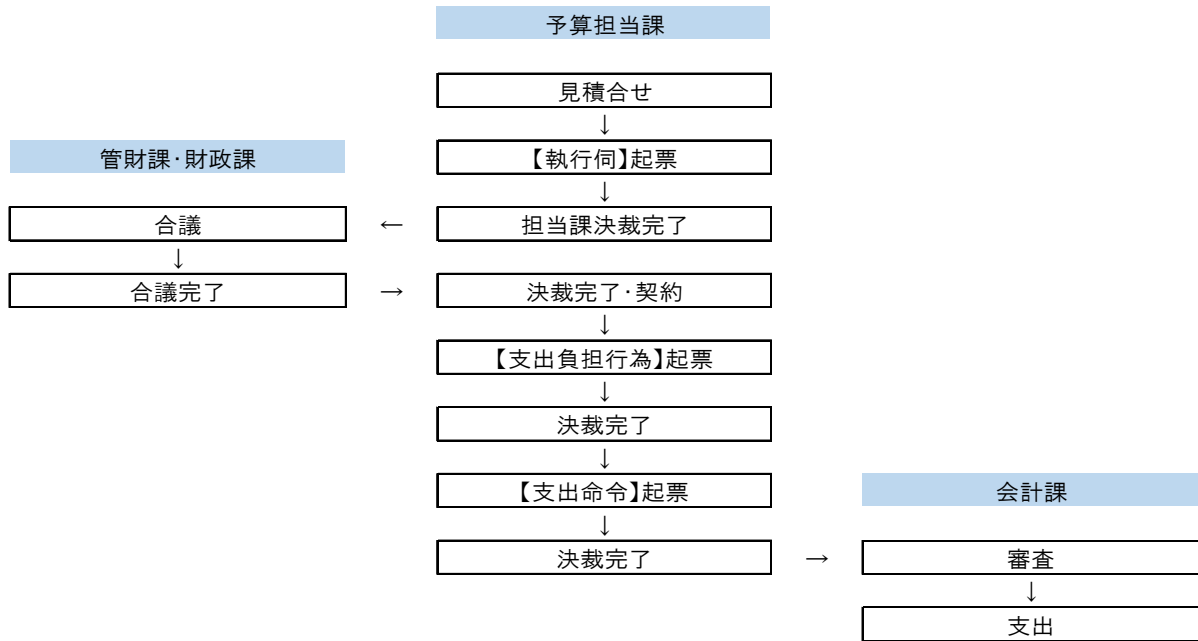 予算担当課
見積合せ
↓
管財課・財政課
【執行伺】起票
↓
合議
←
担当課決裁完了
↓
合議完了
→
決裁完了・契約
↓
【支出負担行為】起票
↓
決裁完了
↓
【支出命令】起票
会計課
↓
決裁完了
→
審査
↓
支出